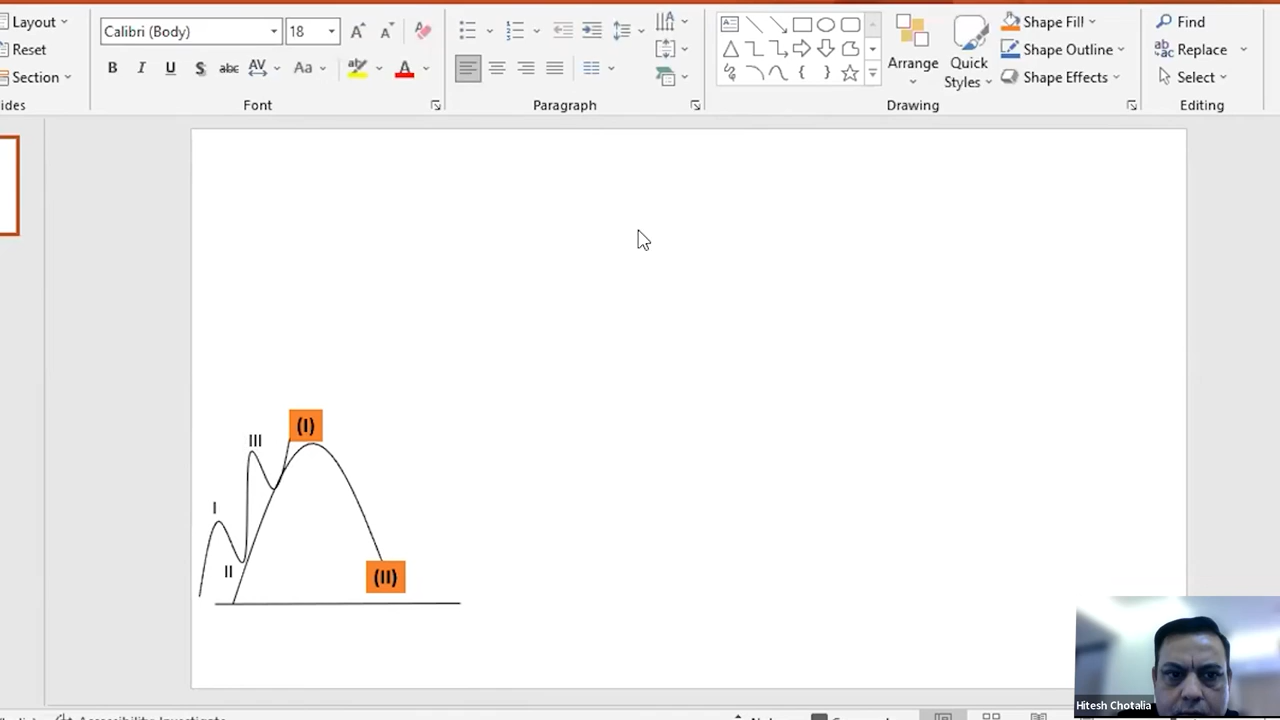 Layout
Calibri (Body)
18
Shape Fill
Find
Reset
Shape Outline
Replace
Section
B I U S abc AV Aa A
Arrange
Quick
Styles
Shape Effects
Select
ides
Font
Paragraph
Drawing
Editing
(I)
III
I
II
(II)
Hitesh Chotalia